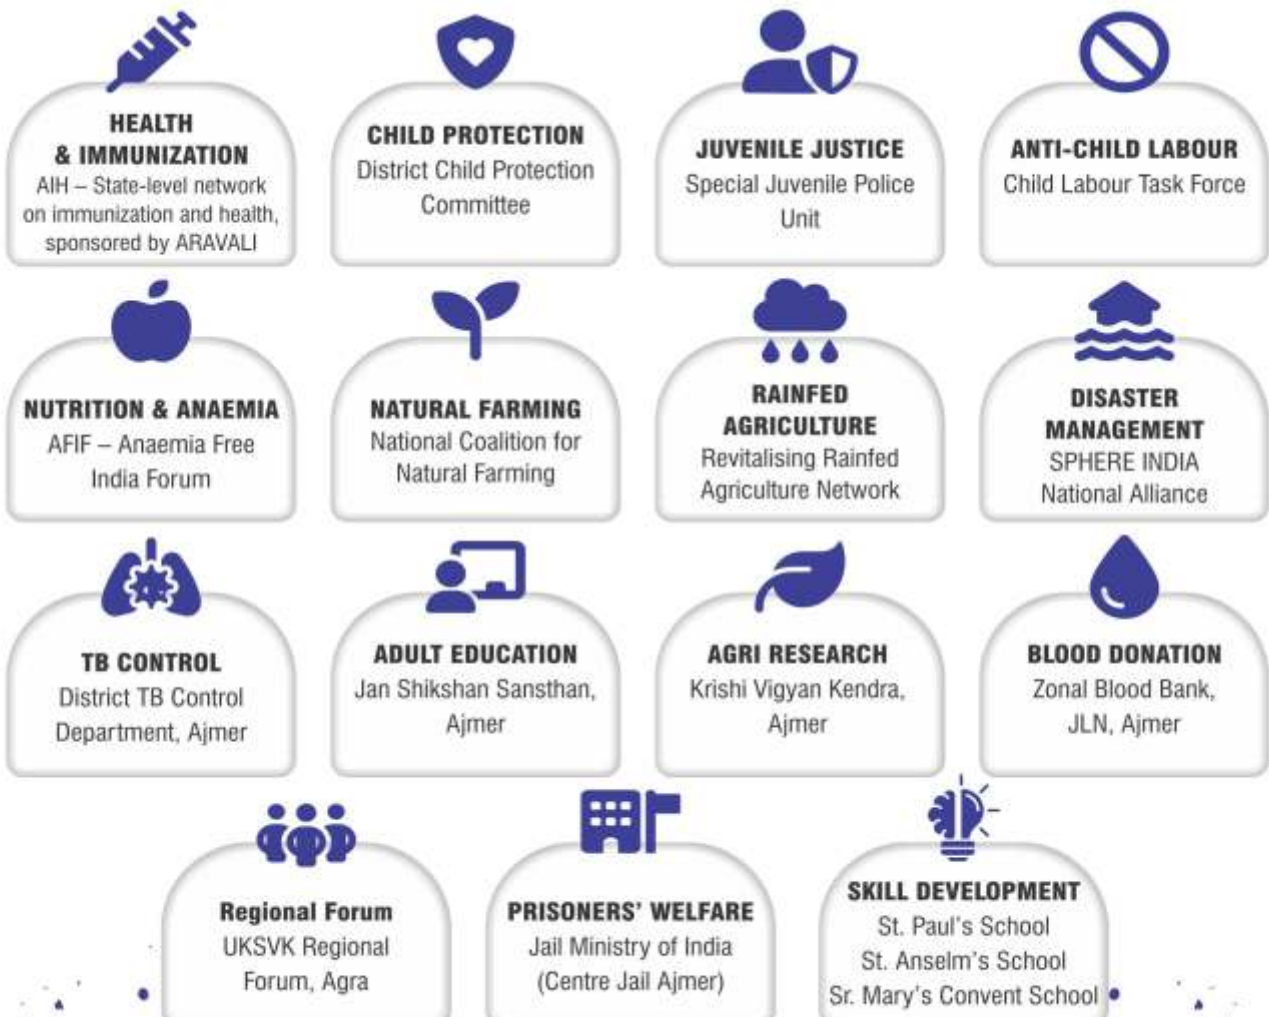 HEALTH
& IMMUNIZATION
AIH – State-level network
on immunization and health,
sponsored by ARAVALI
CHILD PROTECTION
District Child Protection
Committee
JUVENILE JUSTICE
Special Juvenile Police
Unit
ANTI-CHILD LABOUR
Child Labour Task Force
NUTRITION & ANAEMIA
AFIF – Anaemia Free
India Forum
NATURAL FARMING
National Coalition for
Natural Farming
RAINFED
AGRICULTURE
Revitalising Rainfed
Agriculture Network
DISASTER
MANAGEMENT
SPHERE INDIA
National Alliance
TB CONTROL
District TB Control
Department, Ajmer
ADULT EDUCATION
Jan Shikshan Sansthan,
Ajmer
AGRI RESEARCH
Krishi Vigyan Kendra,
Ajmer
BLOOD DONATION
Zonal Blood Bank,
JLN, Ajmer
Regional Forum
UKSVK Regional
Forum, Agra
PRISONERS’ WELFARE
Jail Ministry of India
(Centre Jail Ajmer)
SKILL DEVELOPMENT
St. Paul’s School
St. Anselm’s School
Sr. Mary’s Convent School